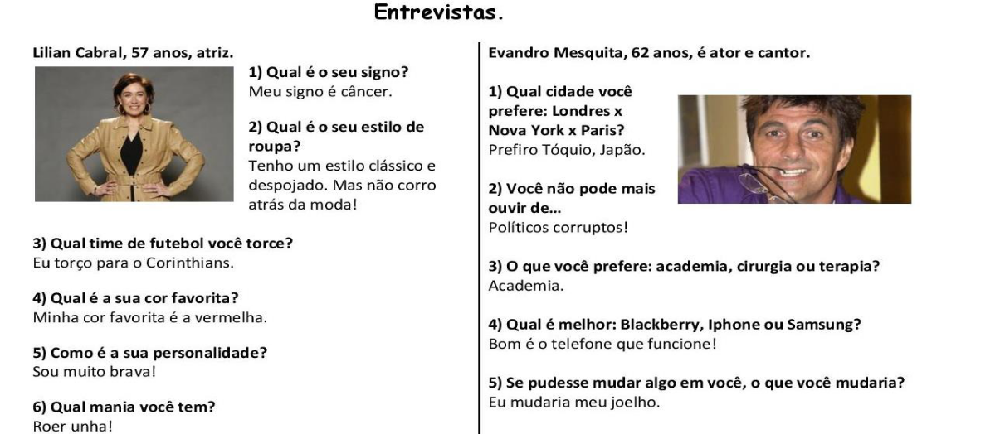 Entrevistas.
Lilian Cabral, 57 anos, atriz.
1) Qual é o seu signo?
Meu signo é câncer.
2) Qual é o seu estilo de
roupa?
Tenho um estilo clássico e
despojado. Mas não corro
atrás da moda!
3) Qual time de futebol você torce?
Eu torço para o Corinthians.
4) Qual é a sua cor favorita?
Minha cor favorita é a vermelha.
5) Como é a sua personalidade?
Sou muito brava!
6) Qual mania você tem?
Roer unha!
Evandro Mesquita, 62 anos, é ator e cantor.
1) Qual cidade você
prefere: Londres x
Nova York x Paris?
Prefiro Tóquio, Japão.
2) Você não pode mais
ouvir de...
Políticos corruptos!
3) O que você prefere: academia, cirurgia ou terapia?
Academia.
4) Qual é melhor: Blackberry, Iphone ou Samsung?
Bom é o telefone que funcione!
5) Se pudesse mudar algo em você, o que você mudaria?
Eu mudaria meu joelho.